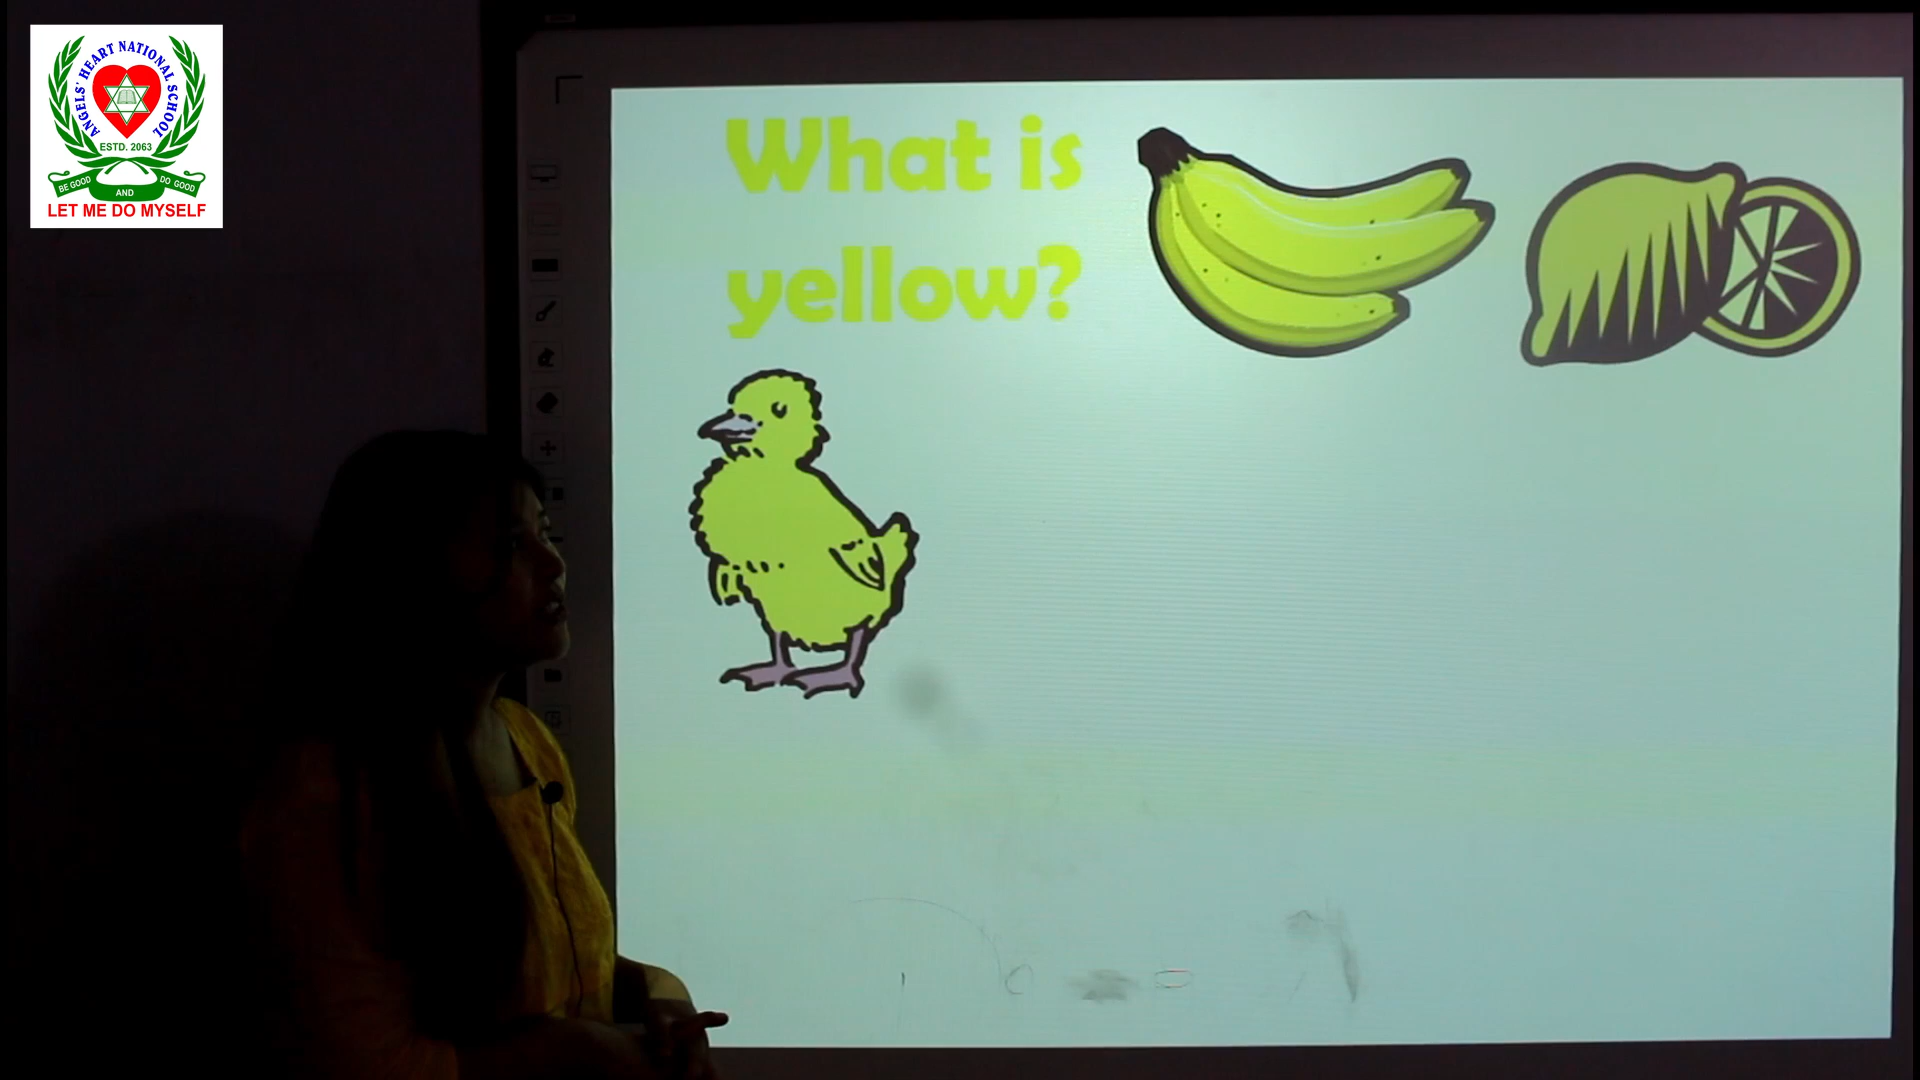 ANGELS' HEART NATIONAL SCHOOL
ESTD. 2063
BE GOOD AND DO GOOD
LET ME DO MYSELF
What is
yellow?